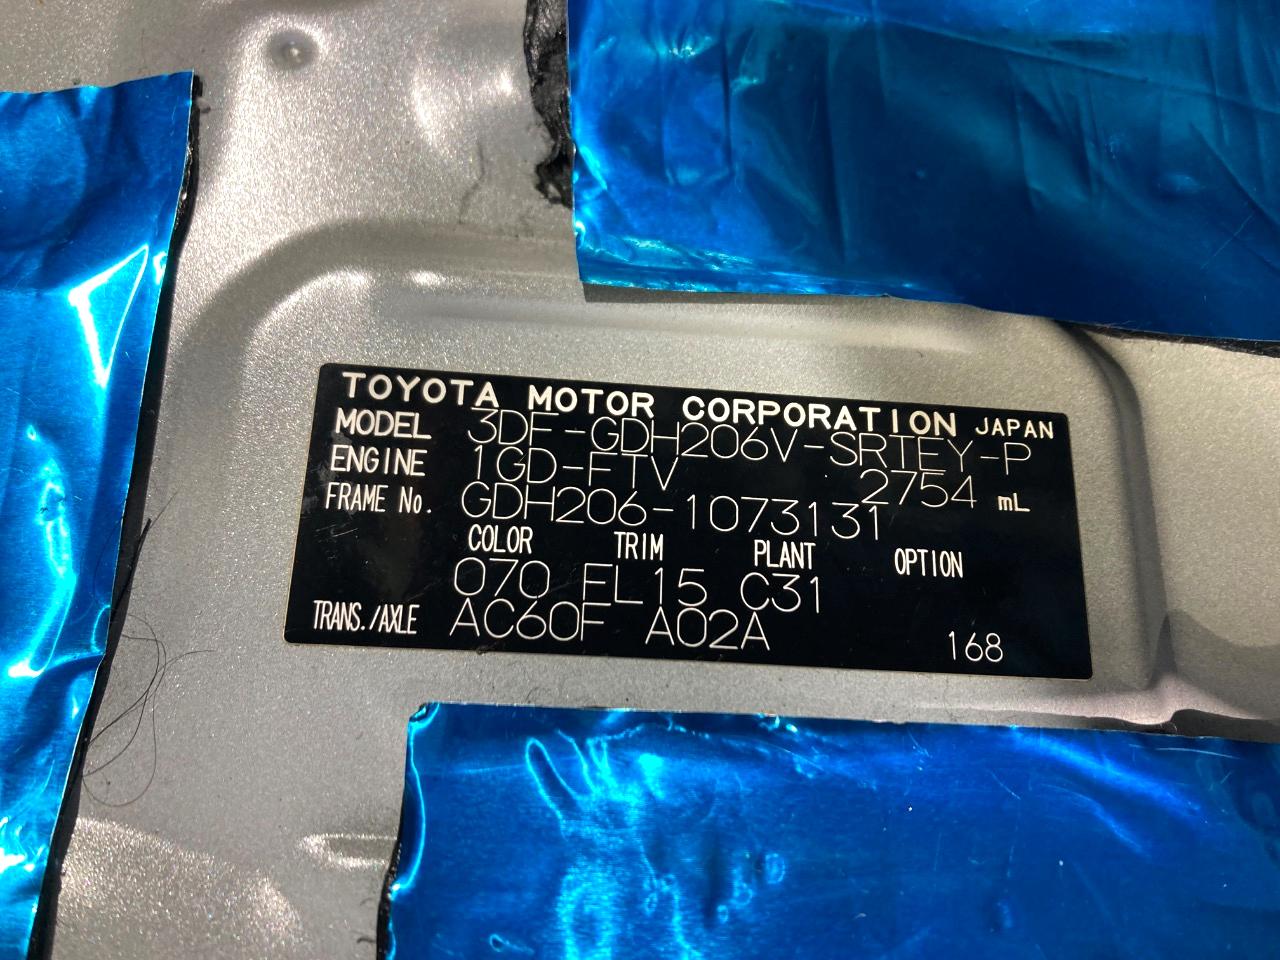 TOYOTA MOTOR CORPORATION JAPAN
MODEL 3DF-GDH206V-SRTEY-P
ENGINE 1GD-FTV 2754 mL
FRAME No. GDH206-1073131
COLOR TRIM PLANT OPTION
070 FL15 C31
TRANS./AXLE AC60F A02A 168